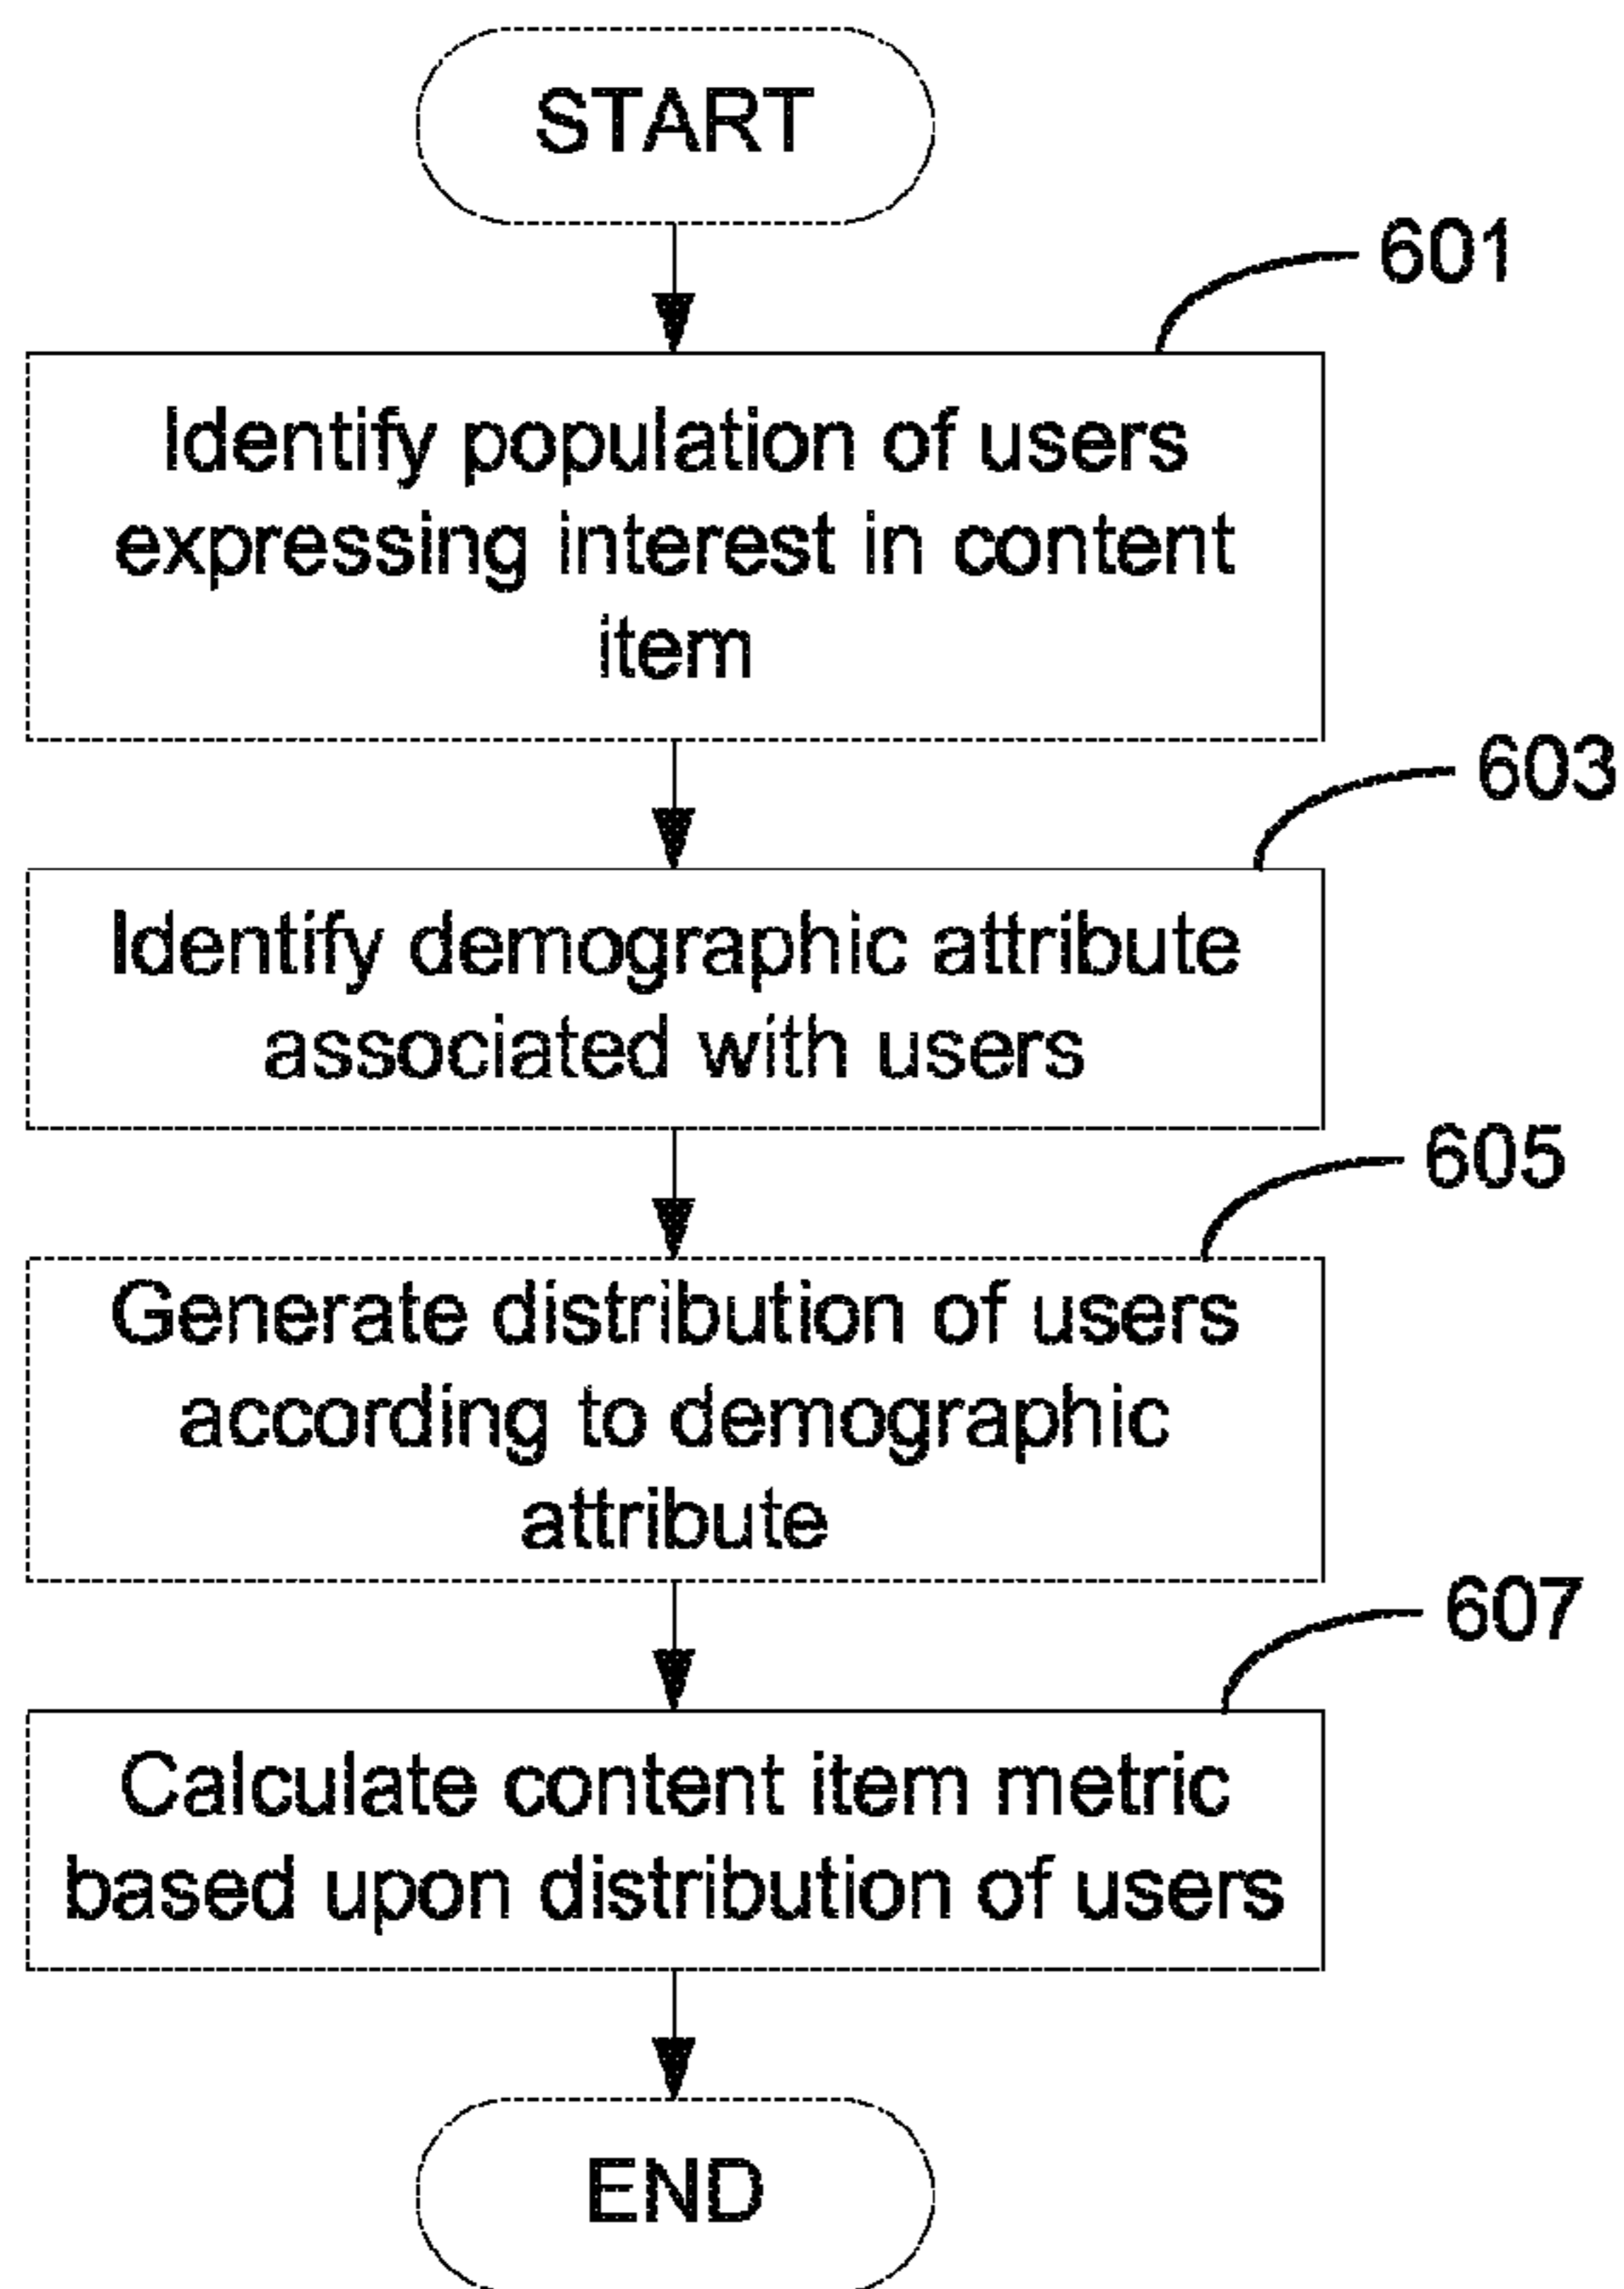 START
601
Identify population of users
expressing interest in content
item
603
Identify demographic attribute
associated with users
605
Generate distribution of users
according to demographic
attribute
607
Calculate content item metric
based upon distribution of users
END